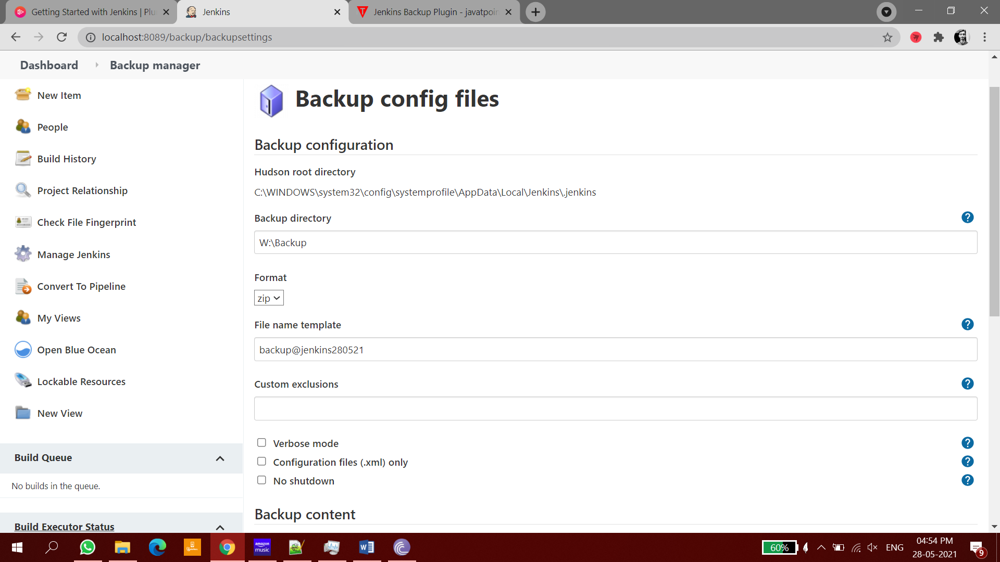 Getting Started with Jenkins | Plu
Jenkins
Jenkins Backup Plugin - javatpoin
localhost:8089/backup/backupsettings
Dashboard
Backup manager
New Item
People
Build History
Project Relationship
Check File Fingerprint
Manage Jenkins
Convert To Pipeline
My Views
Open Blue Ocean
Lockable Resources
New View
Build Queue
No builds in the queue.
Build Executor Status
Backup config files
Backup configuration
Hudson root directory
C:\WINDOWS\system32\config\systemprofile\AppData\Local\Jenkins\.jenkins
Backup directory
W:\Backup
Format
zip
File name template
backup@jenkins280521
Custom exclusions
Verbose mode
Configuration files (.xml) only
No shutdown
Backup content
amazon
music
60%
ENG
04:54 PM
28-05-2021
9